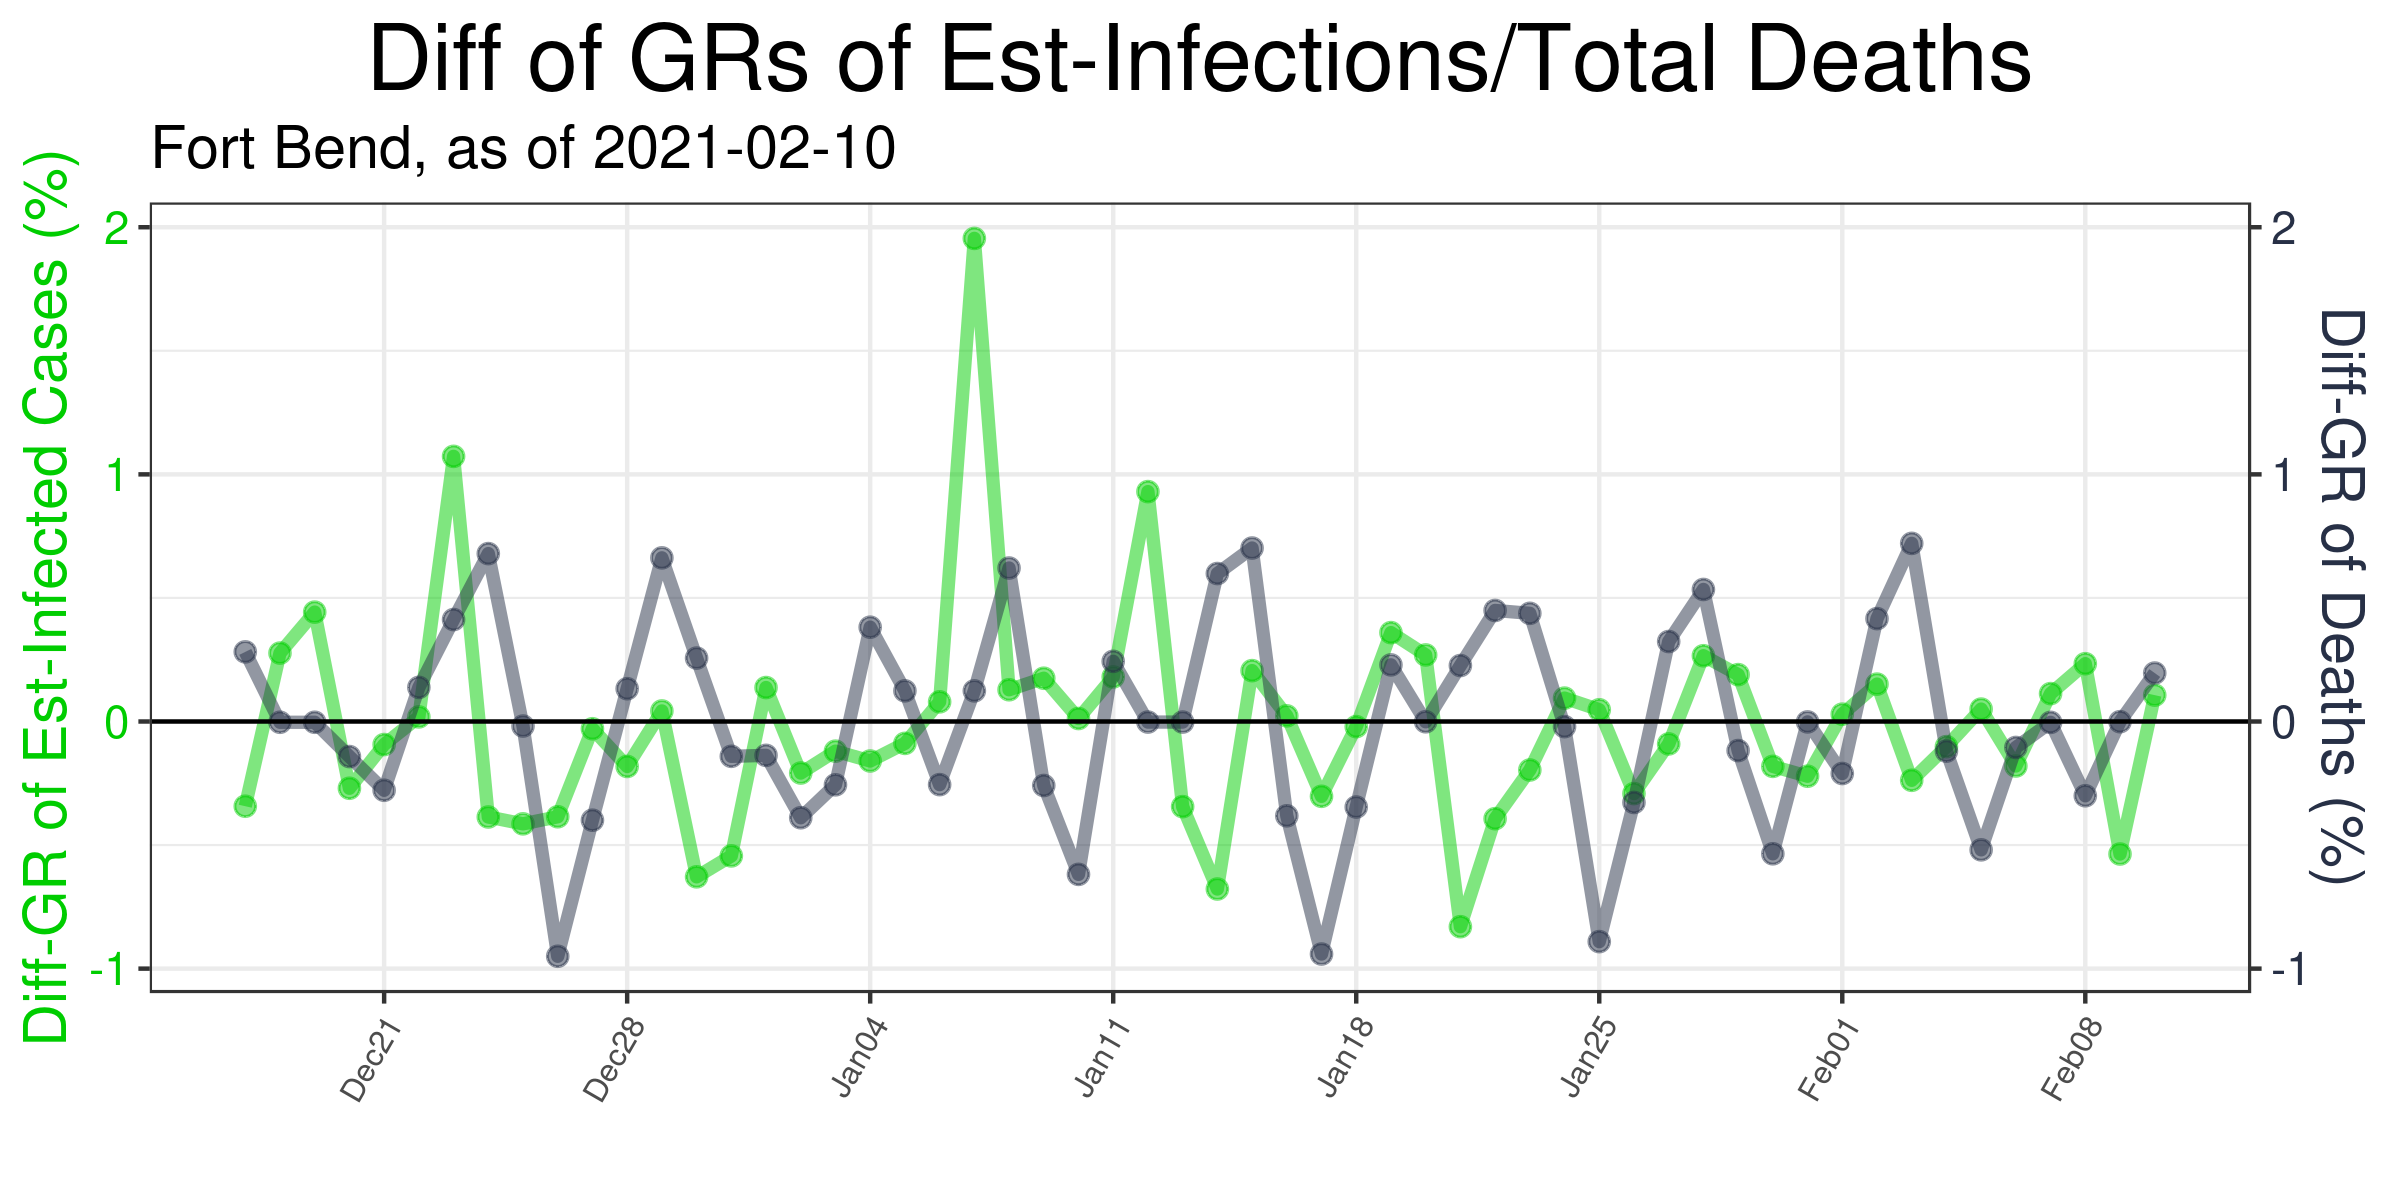 Diff of GRs of Est-Infections/Total Deaths
Fort Bend, as of 2021-02-10
Diff-GR of Est-Infected Cases (%)
2
1
0
-1
2
1
0
-1
Diff-GR of Deaths (%)
Dec21
Dec28
Jan04
Jan11
Jan18
Jan25
Feb01
Feb08